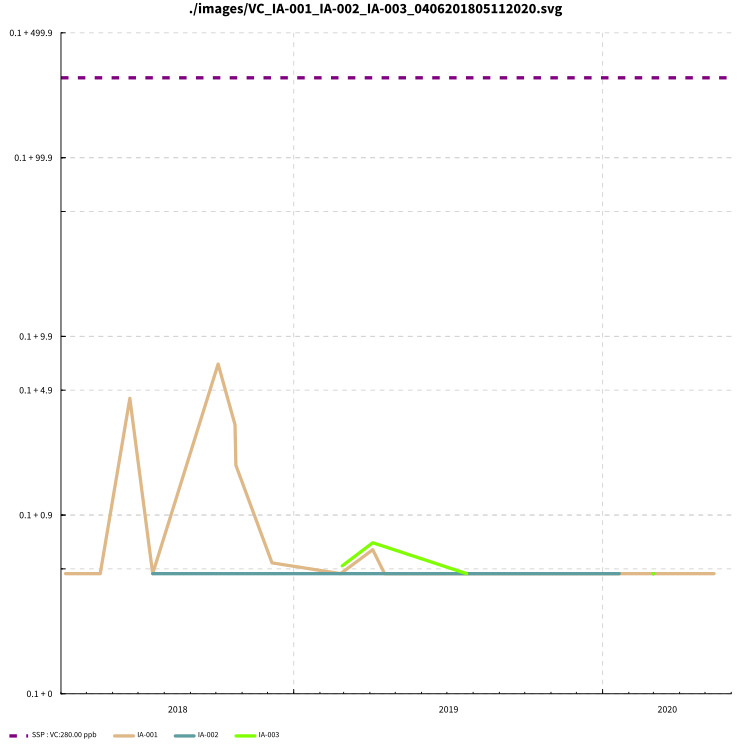 ./images/VC_IA-001_IA-002_IA-003_0406201805112020.svg
0.1 + 499.9
0.1 + 99.9
0.1 + 9.9
0.1 + 4.9
0.1 + 0.9
0.1 + 0
2018 2019 2020
SSP : VC:280.00 ppb IA-001 IA-002 IA-003